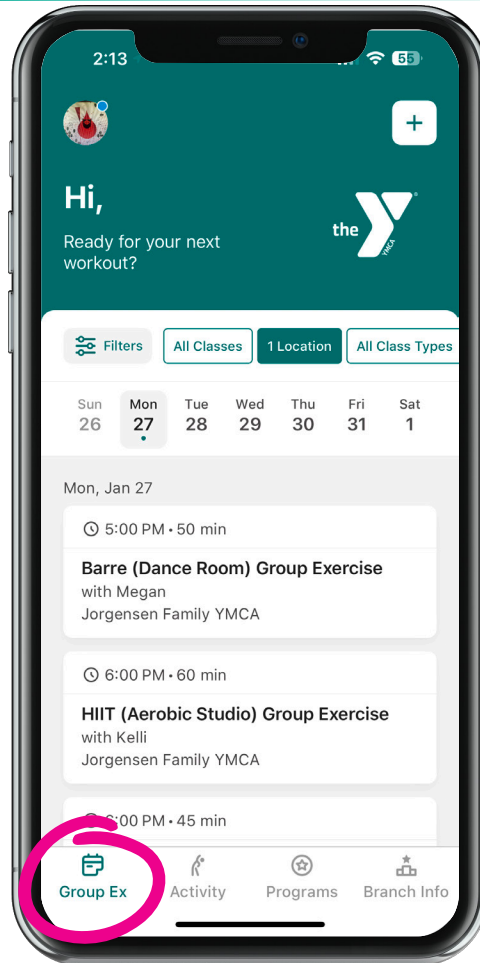 2:13
55
+
Hi,
the
YMCA
Ready for your next
workout?
Filters
All Classes
1 Location
All Class Types
Sun Mon Tue Wed Thu Fri Sat
26 27 28 29 30 31 1
Mon, Jan 27
5:00 PM • 50 min
Barre (Dance Room) Group Exercise
with Megan
Jorgensen Family YMCA
6:00 PM • 60 min
HIIT (Aerobic Studio) Group Exercise
with Kelli
Jorgensen Family YMCA
:00 PM • 45 min
Group Ex
Activity
Programs
Branch Info